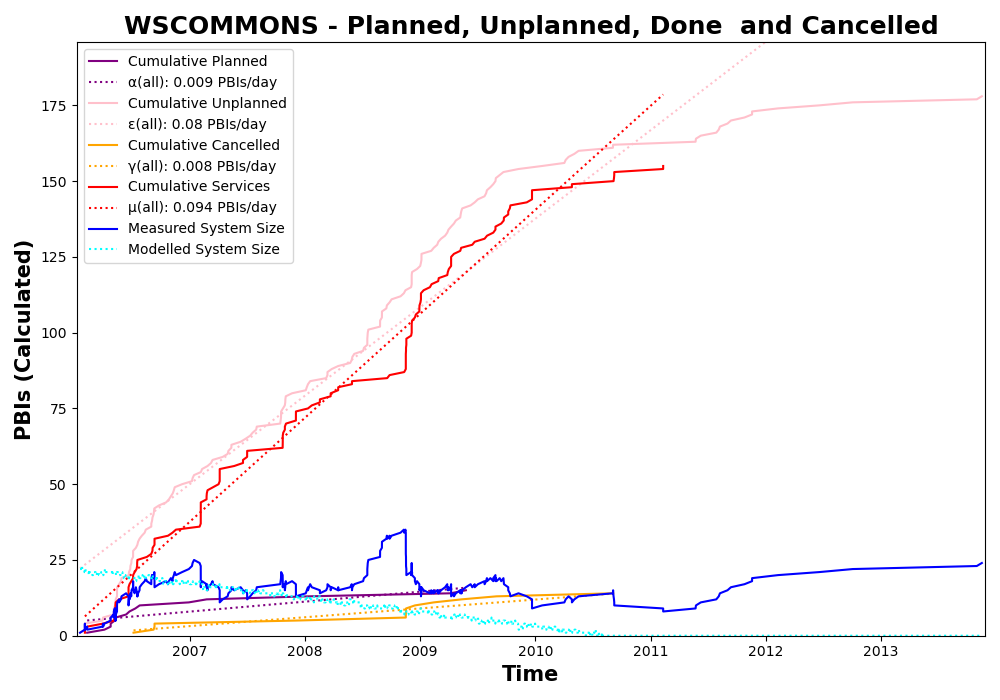 WSCOMMONS - Planned, Unplanned, Done  and Cancelled
Cumulative Planned
α(all): 0.009 PBIs/day
Cumulative Unplanned
ε(all): 0.08 PBIs/day
Cumulative Cancelled
γ(all): 0.008 PBIs/day
Cumulative Services
μ(all): 0.094 PBIs/day
Measured System Size
Modelled System Size
PBIs (Calculated)
175
150
125
100
75
50
25
0
2007 2008 2009 2010 2011 2012 2013
Time